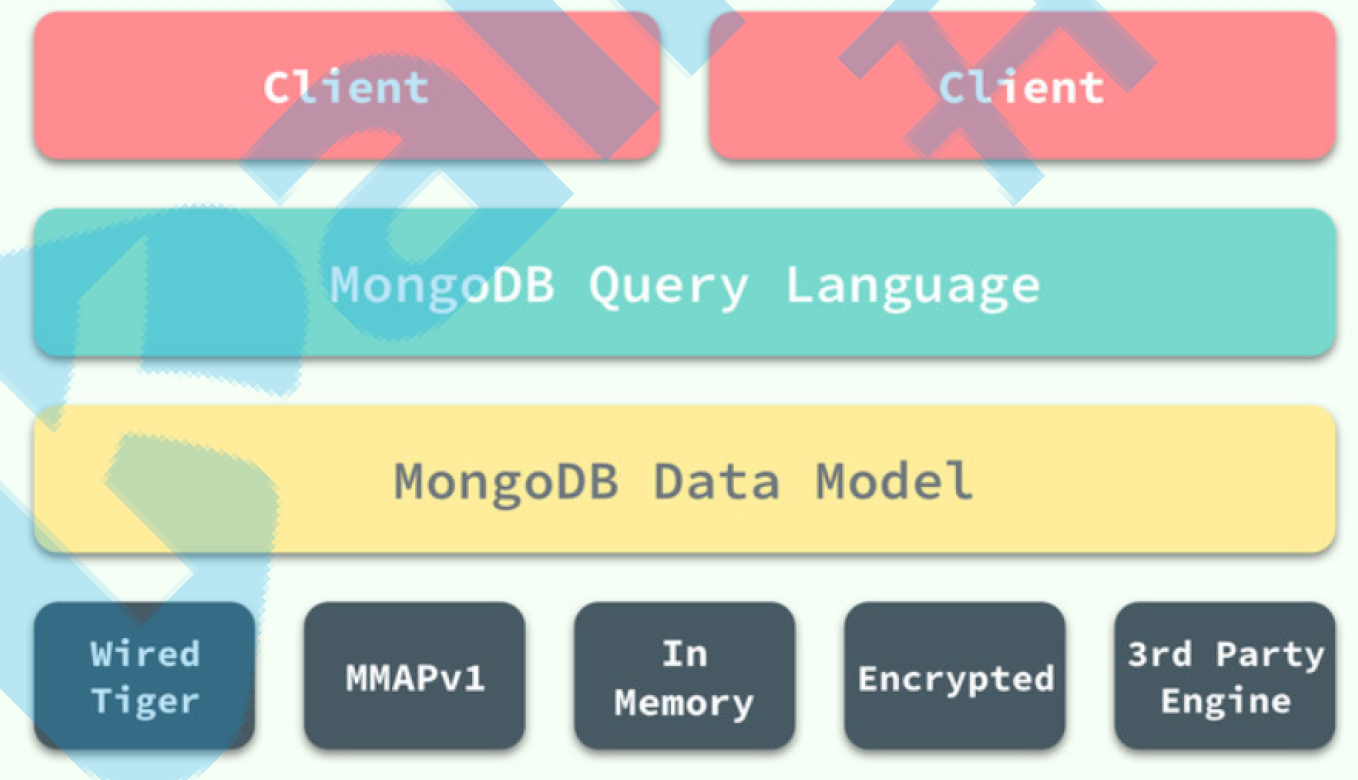 Client
Client
MongoDB Query Language
MongoDB Data Model
Wired
Tiger
MMAPv1
In
Memory
Encrypted
3rd Party
Engine